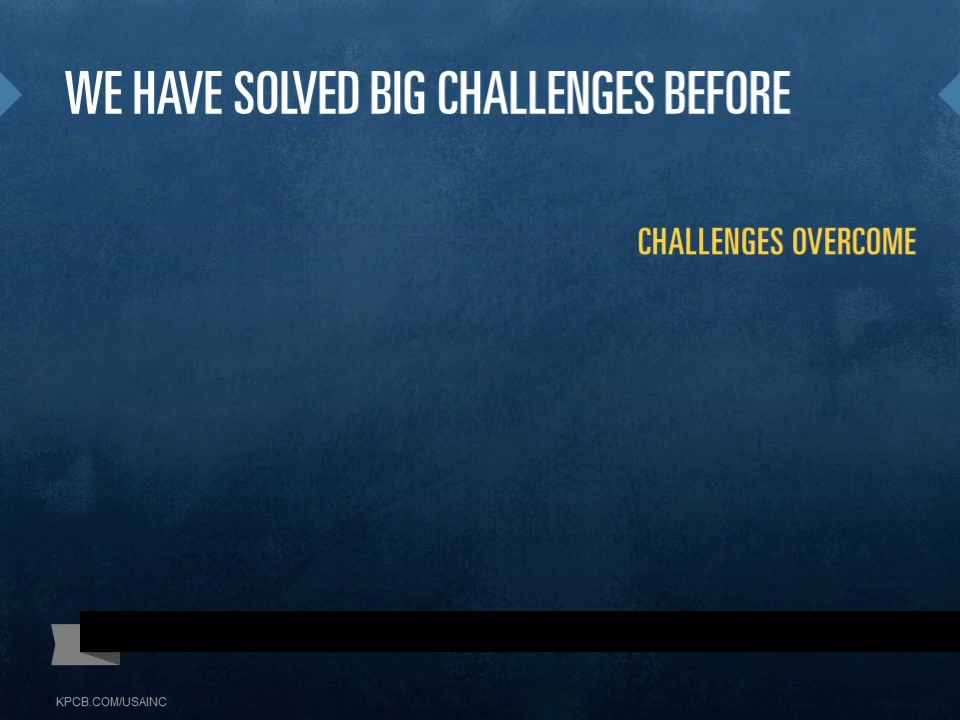 WE HAVE SOLVED BIG CHALLENGES BEFORE
CHALLENGES OVERCOME
KPCB.COM/USAINC